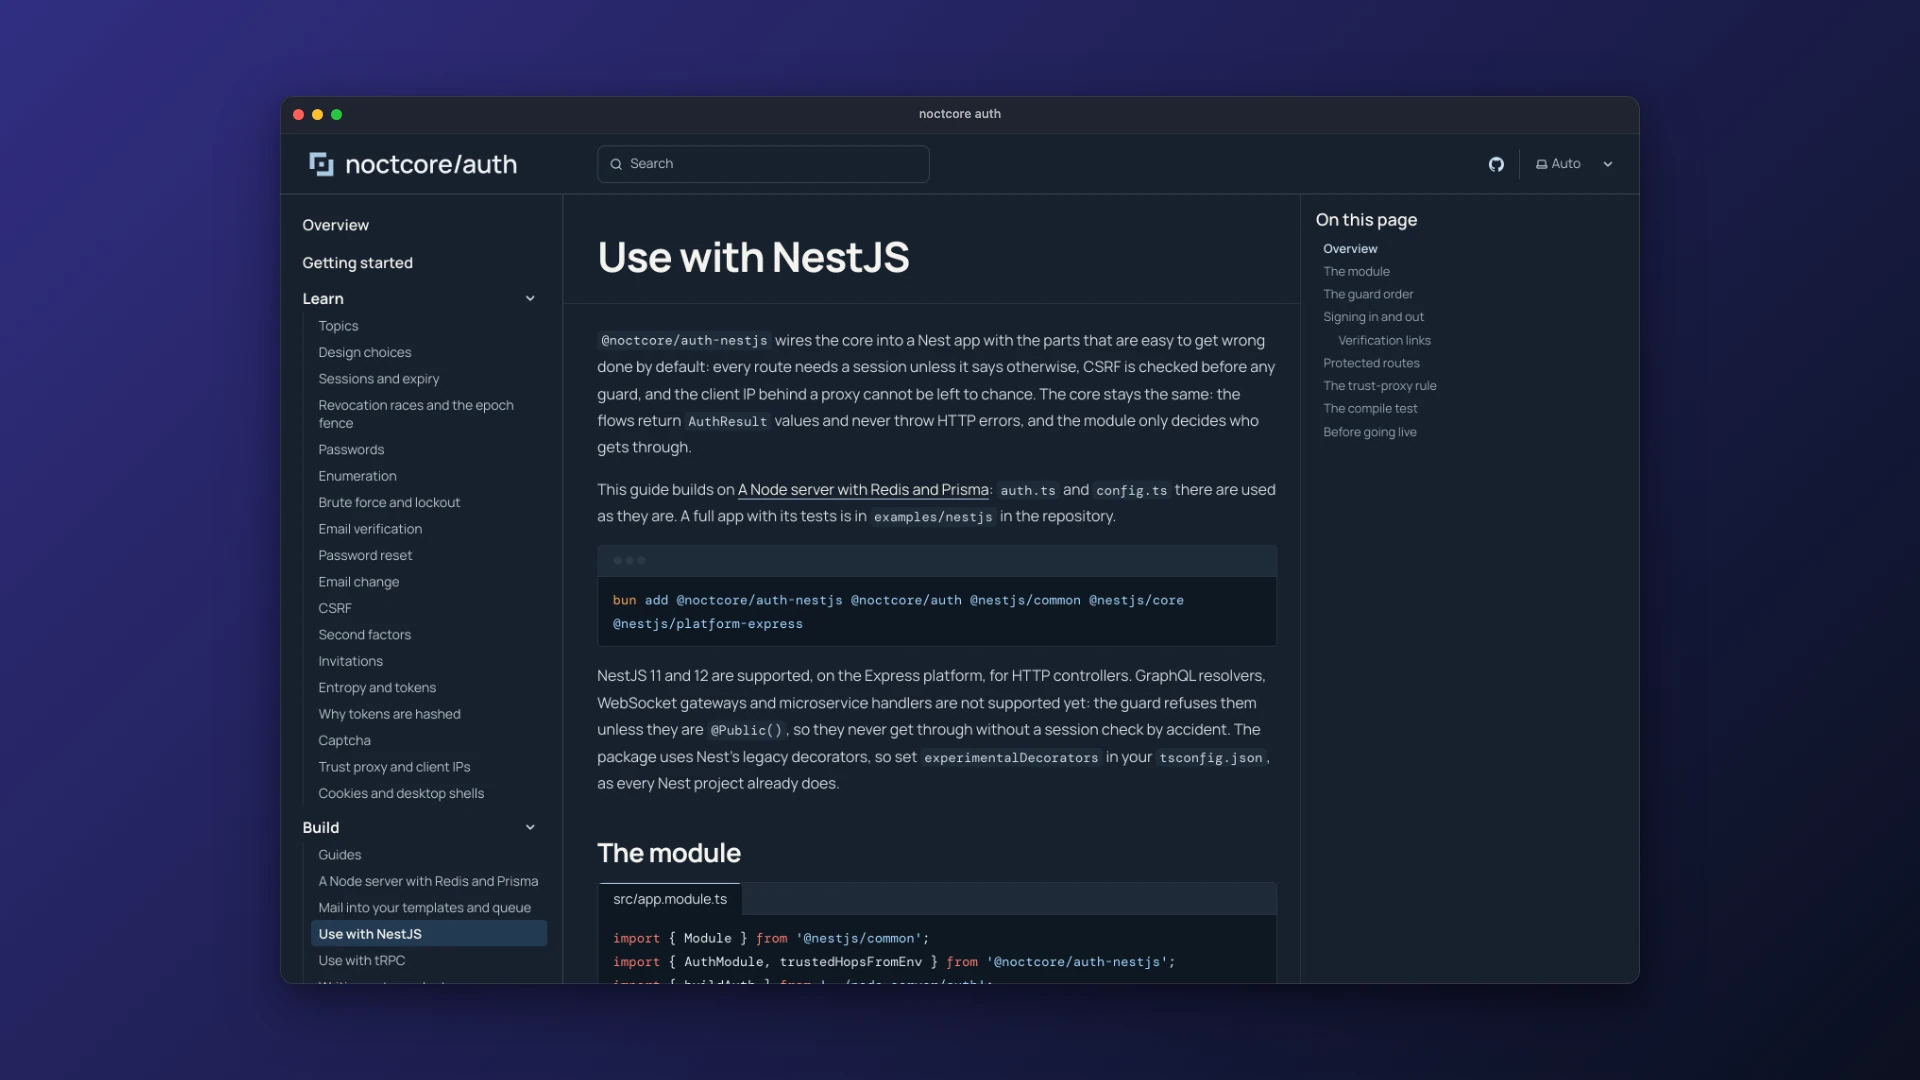 noctcore auth
noctcore/auth
Search
Auto
Overview
Getting started
Learn
Topics
Design choices
Sessions and expiry
Revocation races and the epoch
fence
Passwords
Enumeration
Brute force and lockout
Email verification
Password reset
Email change
CSRF
Second factors
Invitations
Entropy and tokens
Why tokens are hashed
Captcha
Trust proxy and client IPs
Cookies and desktop shells
Build
Guides
A Node server with Redis and Prisma
Mail into your templates and queue
Use with NestJS
Use with tRPC
Use with NestJS
@noctcore/auth-nestjs wires the core into a Nest app with the parts that are easy to get wrong
done by default: every route needs a session unless it says otherwise, CSRF is checked before any
guard, and the client IP behind a proxy cannot be left to chance. The core stays the same: the
flows return AuthResult values and never throw HTTP errors, and the module only decides who
gets through.
This guide builds on A Node server with Redis and Prisma: auth.ts and config.ts there are used
as they are. A full app with its tests is in examples/nestjs in the repository.
bun add @noctcore/auth-nestjs @noctcore/auth @nestjs/common @nestjs/core
@nestjs/platform-express
NestJS 11 and 12 are supported, on the Express platform, for HTTP controllers. GraphQL resolvers,
WebSocket gateways and microservice handlers are not supported yet: the guard refuses them
unless they are @Public(), so they never get through without a session check by accident. The
package uses Nest's legacy decorators, so set experimentalDecorators in your tsconfig.json,
as every Nest project already does.
The module
src/app.module.ts
import { Module } from '@nestjs/common';
import { AuthModule, trustedHopsFromEnv } from '@noctcore/auth-nestjs';
On this page
Overview
The module
The guard order
Signing in and out
Verification links
Protected routes
The trust-proxy rule
The compile test
Before going live